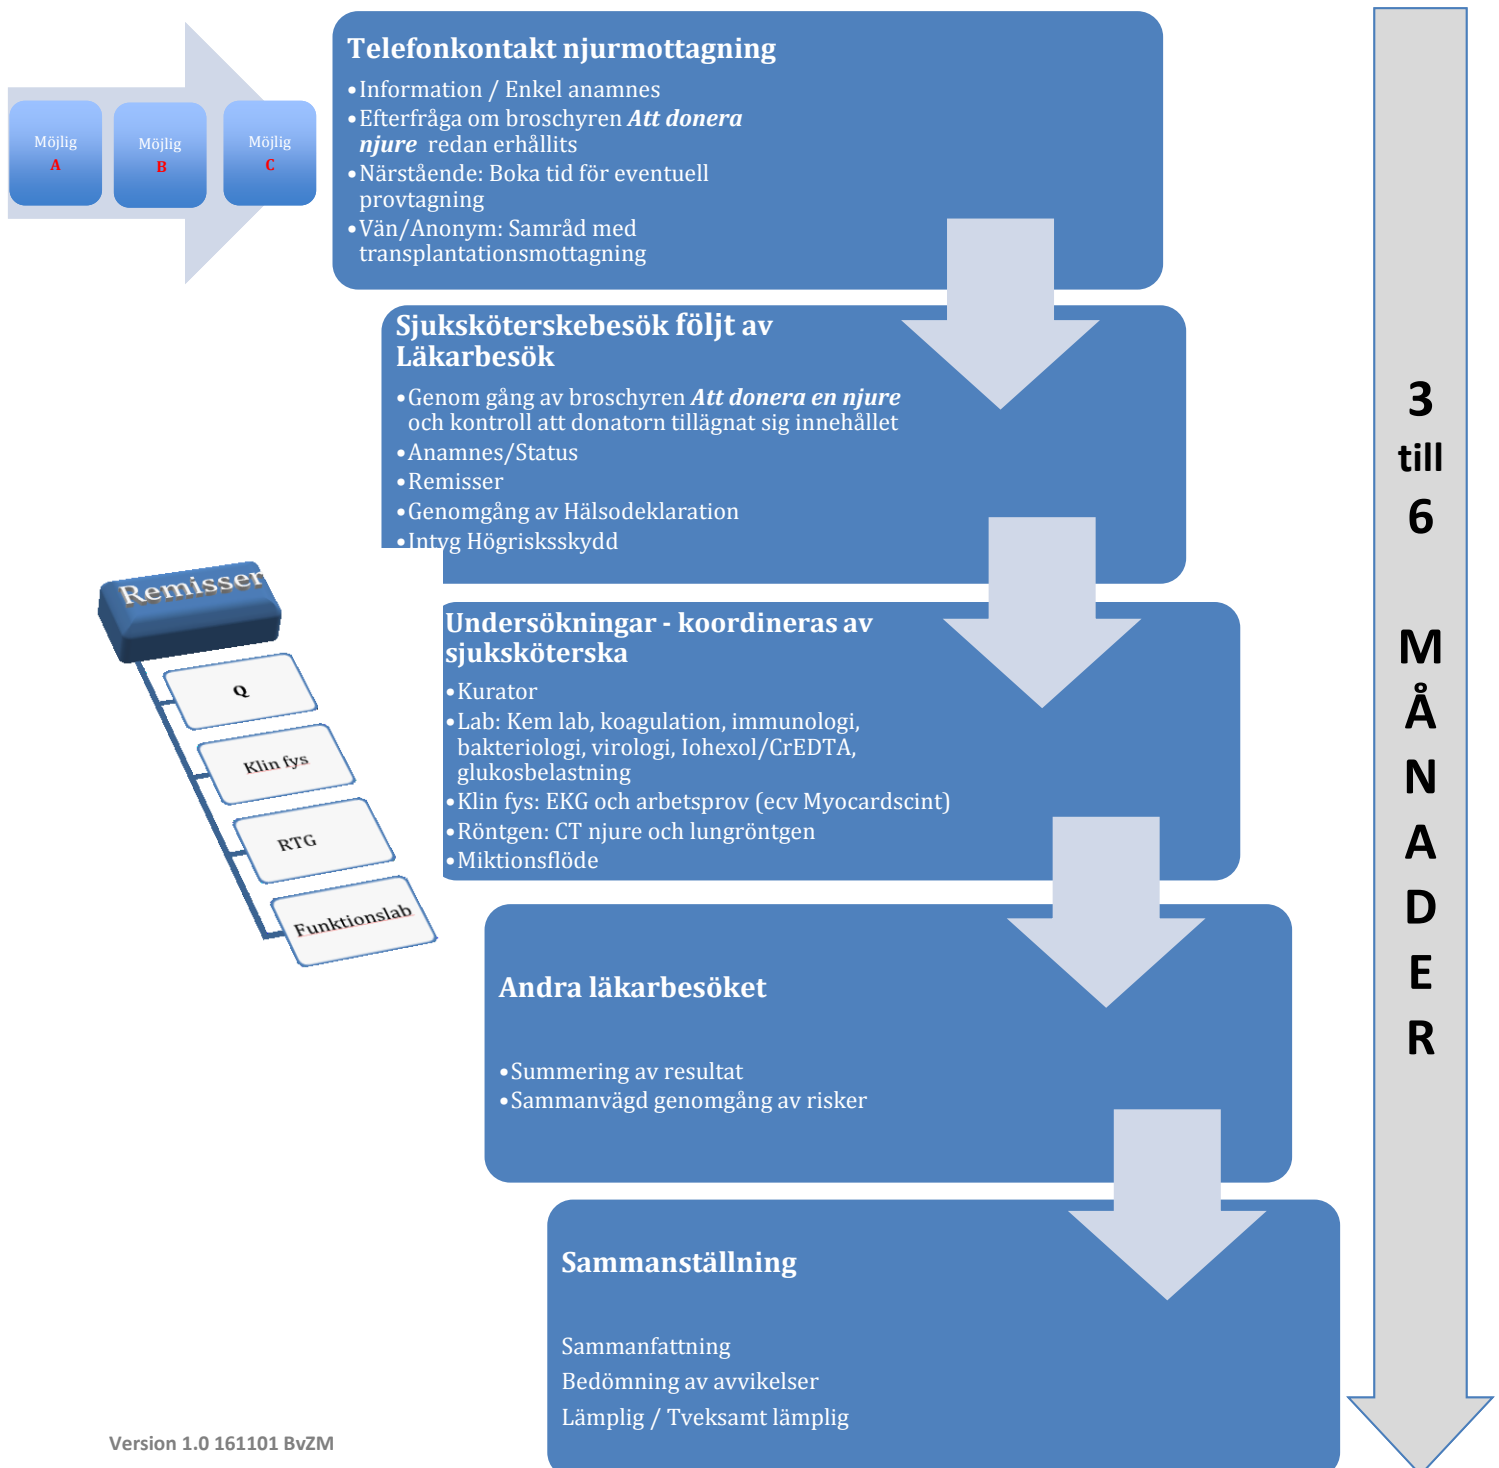 Möjlig
A
Möjlig
B
Möjlig
C
Telefonkontakt njurmottagning
•Information / Enkel anamnes
•Efterfråga om broschyren Att donera
njure redan erhållits
•Närstående: Boka tid för eventuell
provtagning
•Vän/Anonym: Samråd med
transplantationsmottagning
Sjuksköterskebesök följt av
Läkarbesök
•Genom gång av broschyren Att donera en njure
och kontroll att donatorn tillägnat sig innehållet
•Anamnes/Status
•Remisser
•Genomgång av Hälsodeklaration
•Intyg Högrisksskydd
Remisser
Q
Klin fys
RTG
Funktionslab
Undersökningar - koordineras av
sjuksköterska
•Kurator
•Lab: Kem lab, koagulation, immunologi,
bakteriologi, virologi, Iohexol/CrEDTA,
glukosbelastning
•Klin fys: EKG och arbetsprov (ecv Myocardscint)
•Röntgen: CT njure och lungröntgen
•Miktionsflöde
Andra läkarbesöket
•Summering av resultat
•Sammanvägd genomgång av risker
Sammanställning
Sammanfattning
Bedömning av avvikelser
Lämplig / Tveksamt lämplig
3
till
6
M
Å
N
A
D
E
R
Version 1.0 161101 BvZM